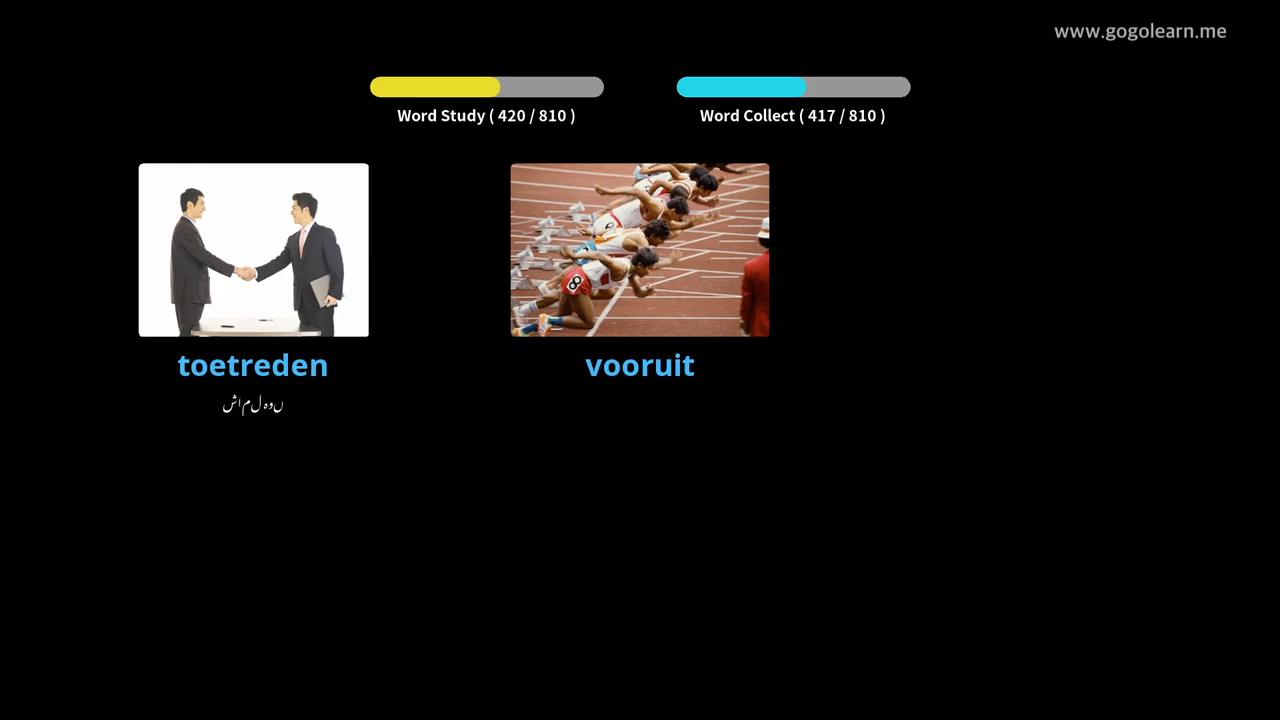 www.gogolearn.me
Word Study ( 420 / 810 )
Word Collect ( 417 / 810 )
toetreden
vooruit
شامل ہوں